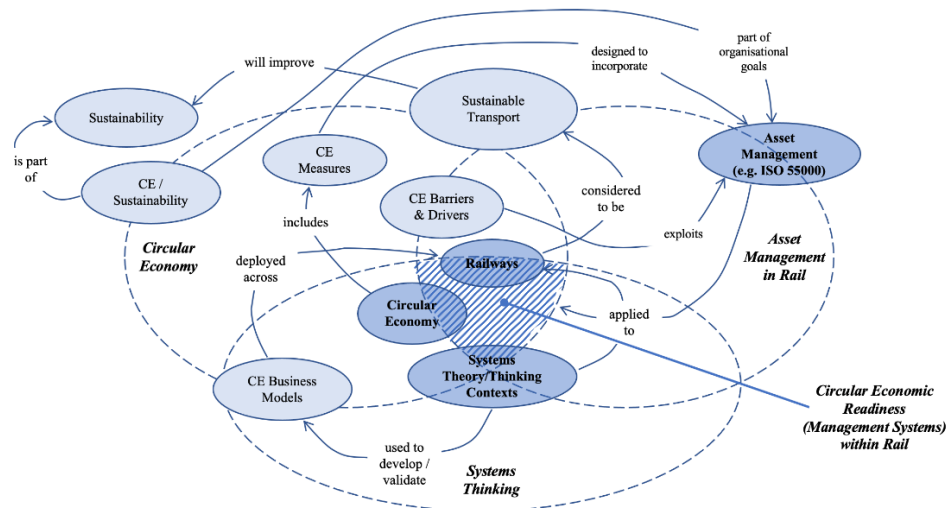 part of
organisational
goals
designed to
incorporate
will improve
Sustainability
Sustainable
Transport
CE
Measures
Asset
Management
(e.g. ISO 55000)
is part
of
CE /
Sustainability
considered
to be
CE Barriers
& Drivers
includes
exploits
Circular
Economy
Asset
Management
in Rail
deployed
across
Railways
Circular
Economy
applied
to
Systems
Theory/Thinking
Contexts
CE Business
Models
Circular Economic
Readiness
(Management Systems)
within Rail
used to
develop /
validate
Systems
Thinking